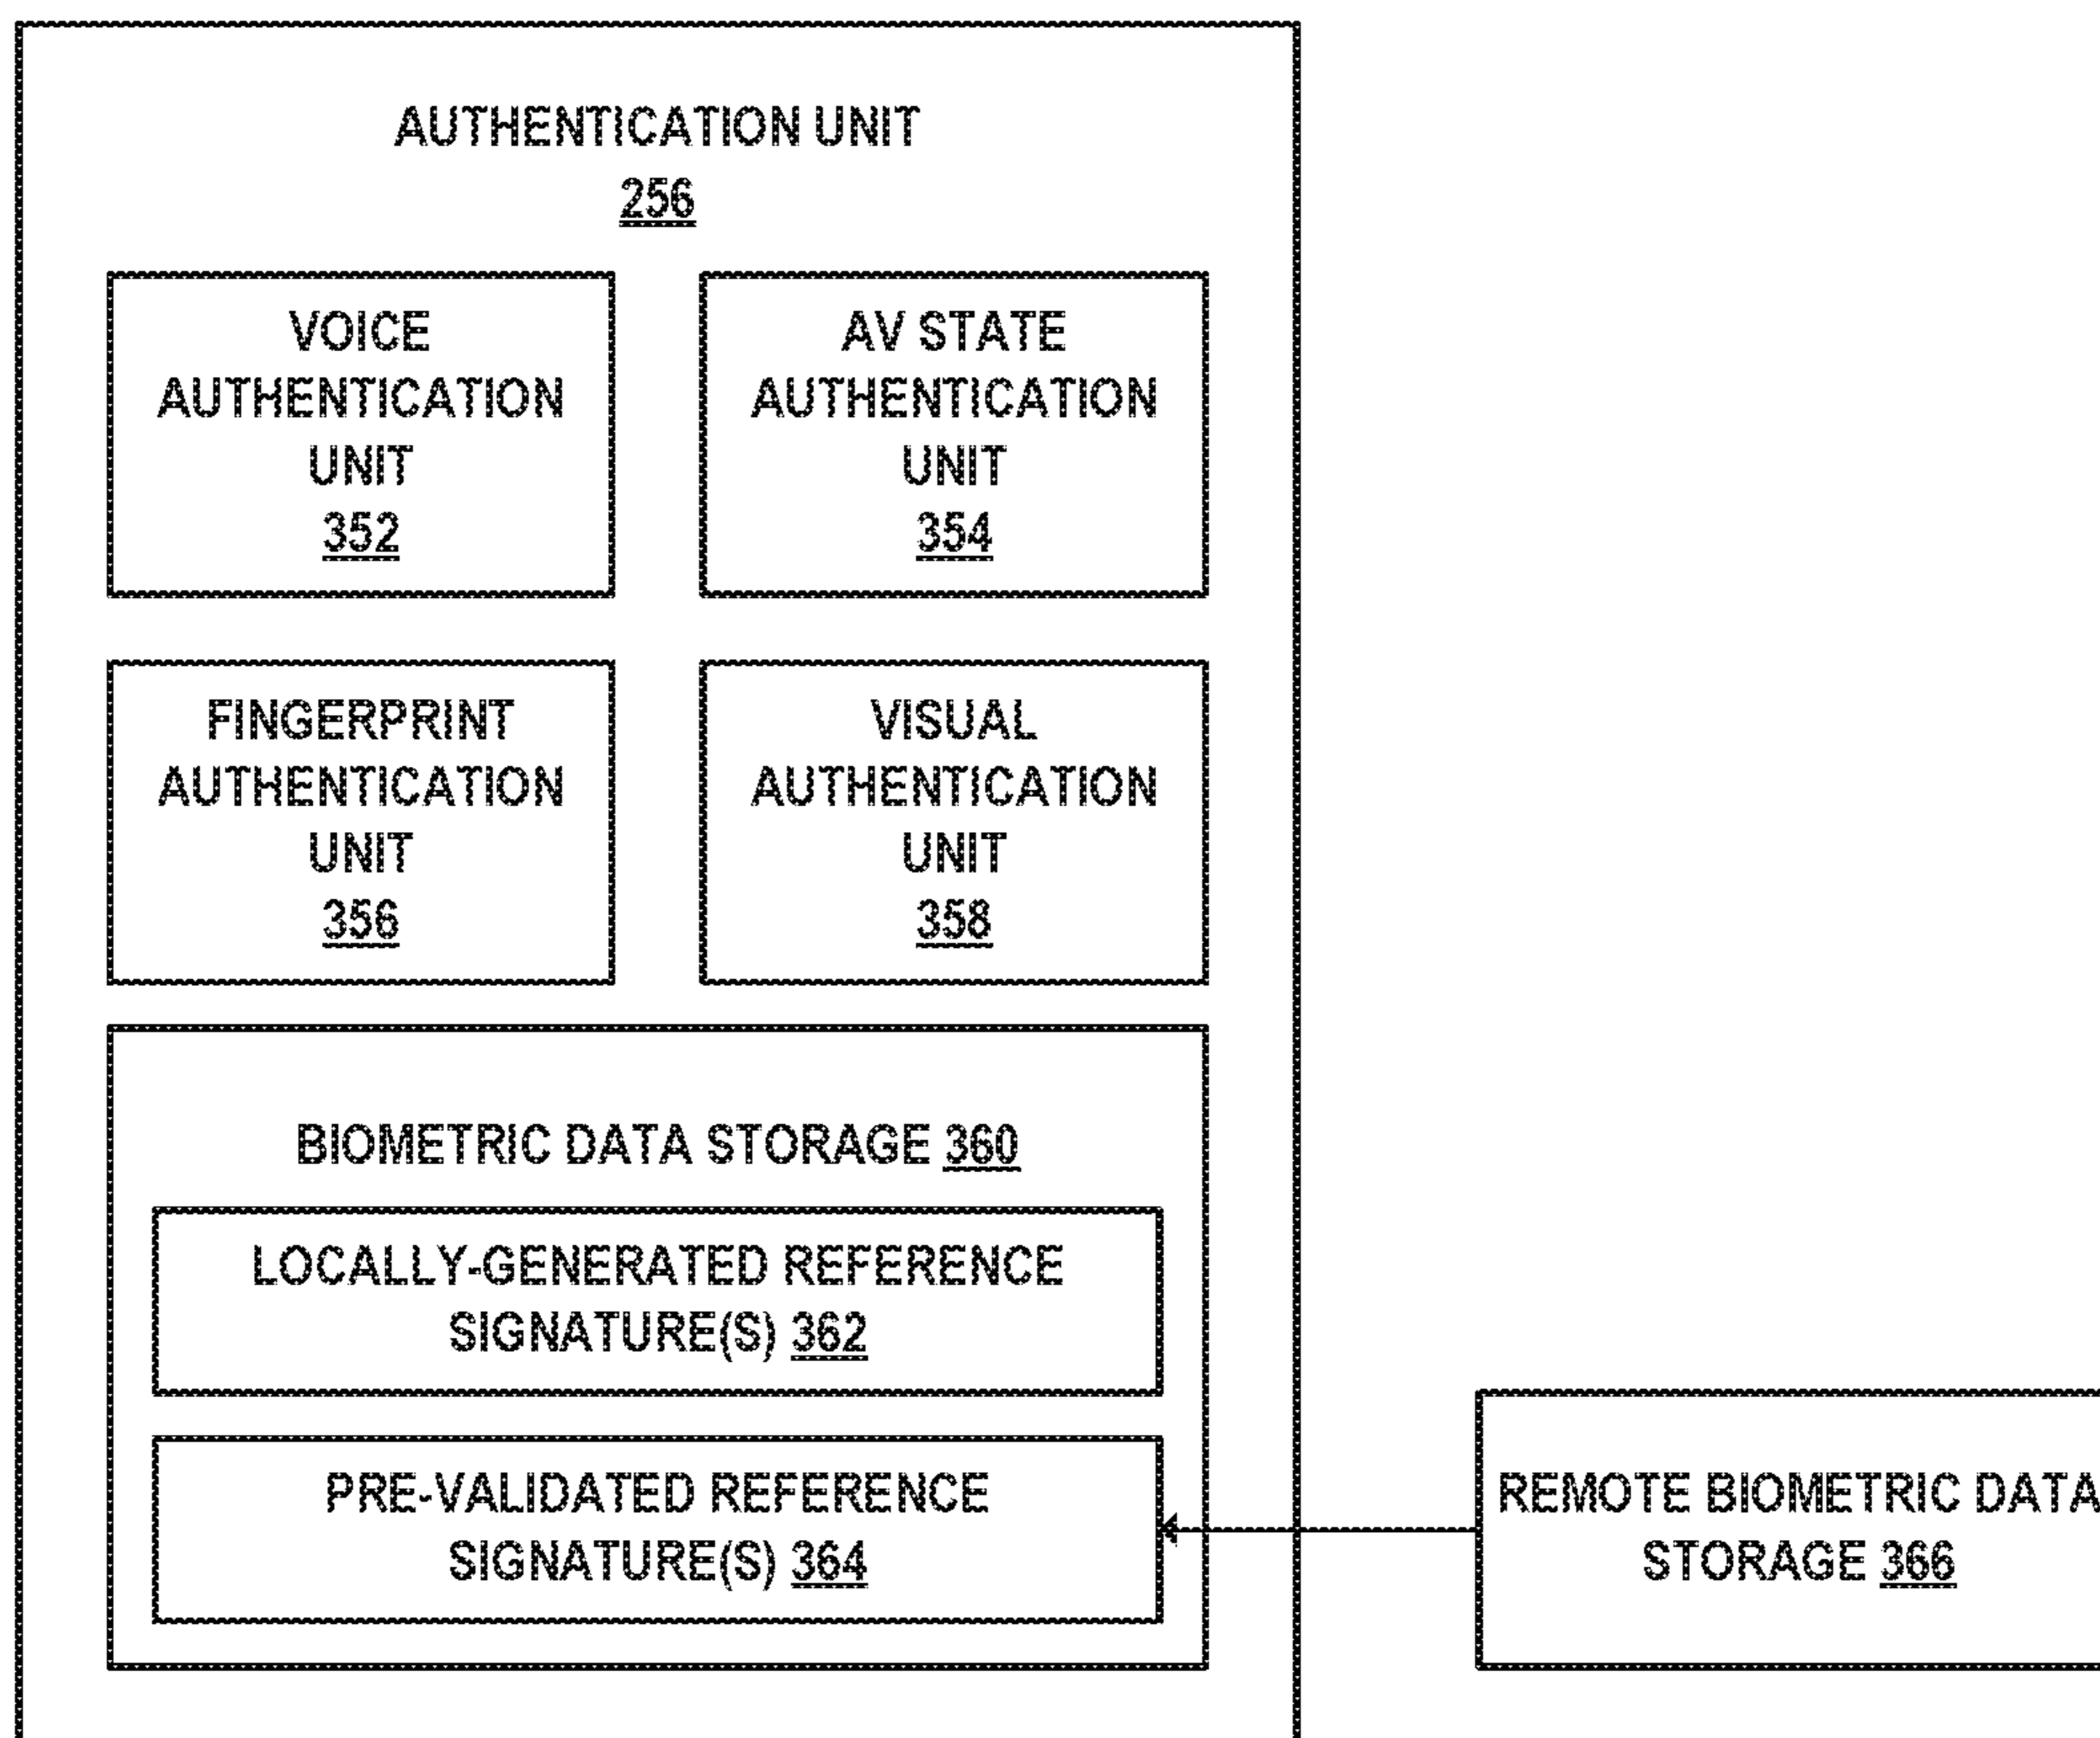 AUTHENTICATION UNIT
256
VOICE
AUTHENTICATION
UNIT
352
AV STATE
AUTHENTICATION
UNIT
354
FINGERPRINT
AUTHENTICATION
UNIT
356
VISUAL
AUTHENTICATION
UNIT
358
BIOMETRIC DATA STORAGE 360
LOCALLY-GENERATED REFERENCE
SIGNATURE(S) 362
PRE-VALIDATED REFERENCE
SIGNATURE(S) 364
REMOTE BIOMETRIC DATA
STORAGE 366